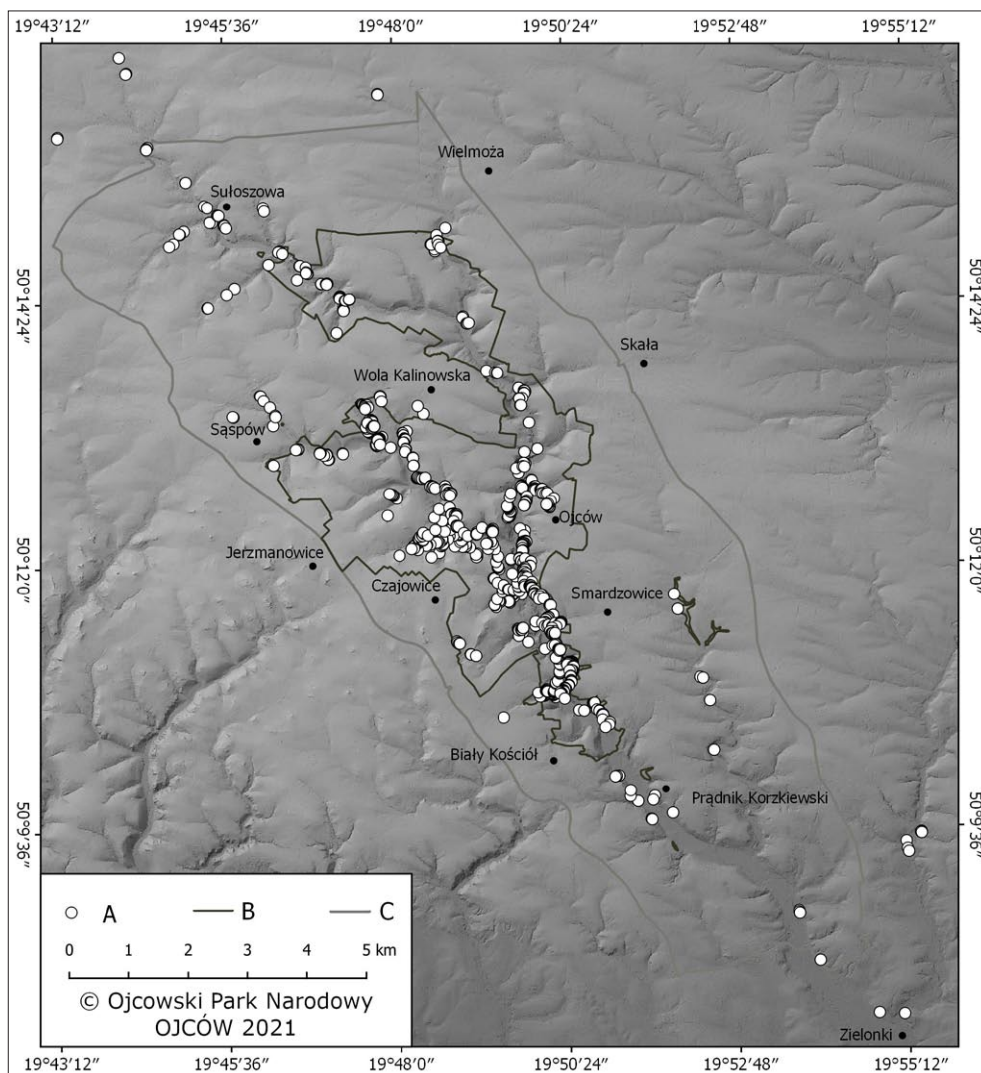 19°43’12” 19°45’36” 19°48’0” 19°50’24” 19°52’48” 19°55’12”
Wielmoża
Sułoszowa
50°14’24” 50°14’24”
Skała
Wola Kalinowska
Sąspów
Ojców
Jerzmanowice
50°12’0” 50°12’0”
Czajowice
Smardzowice
Biały Kościół
Prądnik Korzkiewski
50°9’36” 50°9’36”
A B C
0 1 2 3 4 5 km
© Ojcowski Park Narodowy
OJCÓW 2021
Zielonki
19°43’12” 19°45’36” 19°48’0” 19°50’24” 19°52’48” 19°55’12”